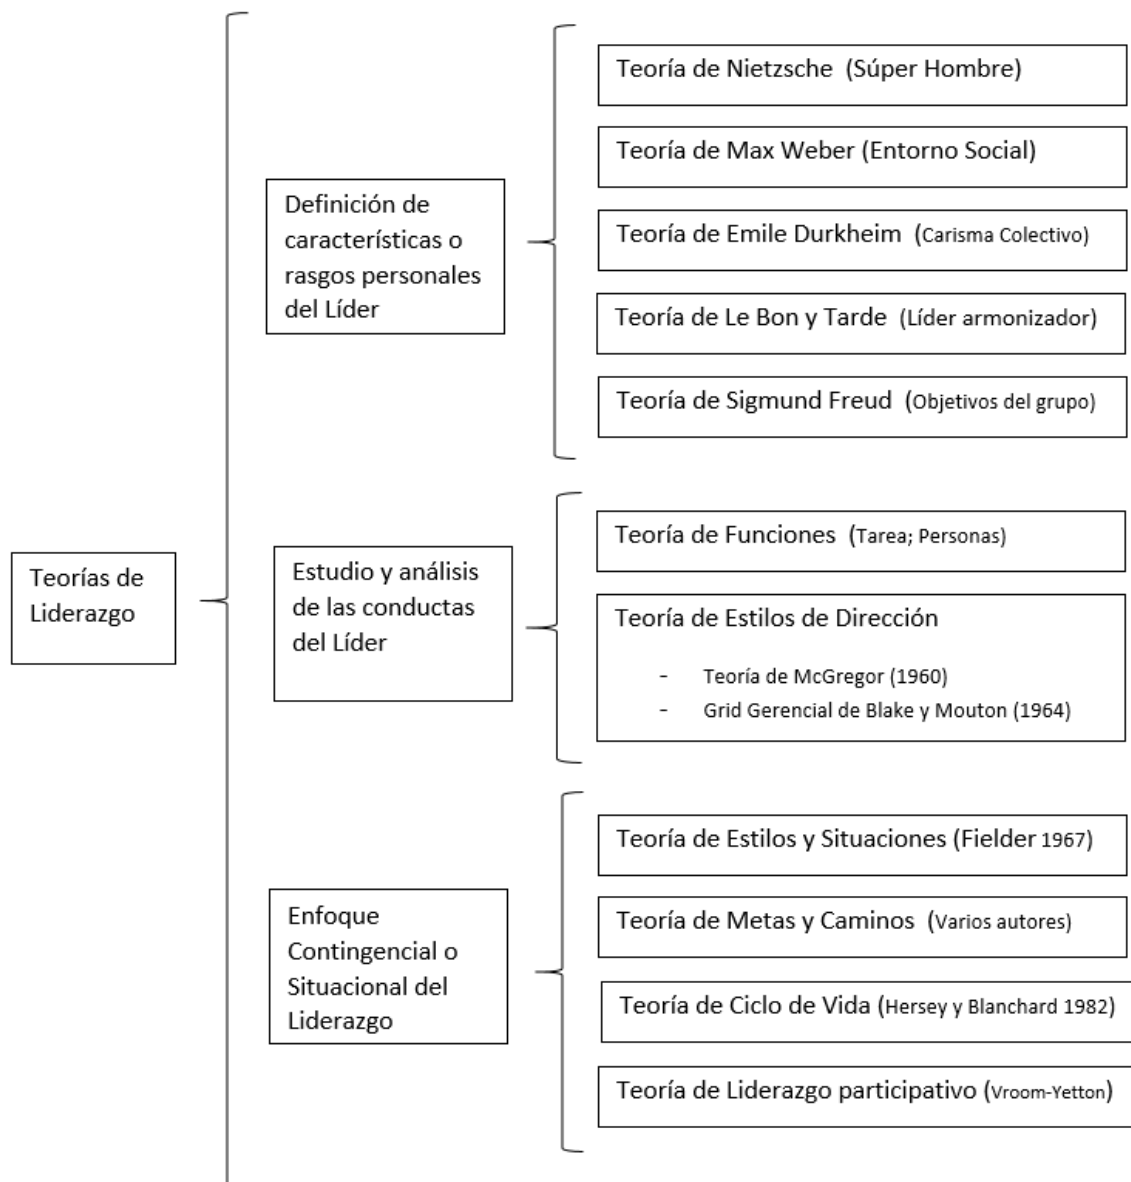 Teorías de
Liderazgo
Definición de
características o
rasgos personales
del Líder
Teoría de Nietzsche (Súper Hombre)
Teoría de Max Weber (Entorno Social)
Teoría de Emile Durkheim (Carisma Colectivo)
Teoría de Le Bon y Tarde (Líder armonizador)
Teoría de Sigmund Freud (Objetivos del grupo)
Estudio y análisis
de las conductas
del Líder
Teoría de Funciones (Tarea; Personas)
Teoría de Estilos de Dirección
- Teoría de McGregor (1960)
- Grid Gerencial de Blake y Mouton (1964)
Enfoque
Contingencial o
Situacional del
Liderazgo
Teoría de Estilos y Situaciones (Fielder 1967)
Teoría de Metas y Caminos (Varios autores)
Teoría de Ciclo de Vida (Hersey y Blanchard 1982)
Teoría de Liderazgo participativo (Vroom-Yetton)